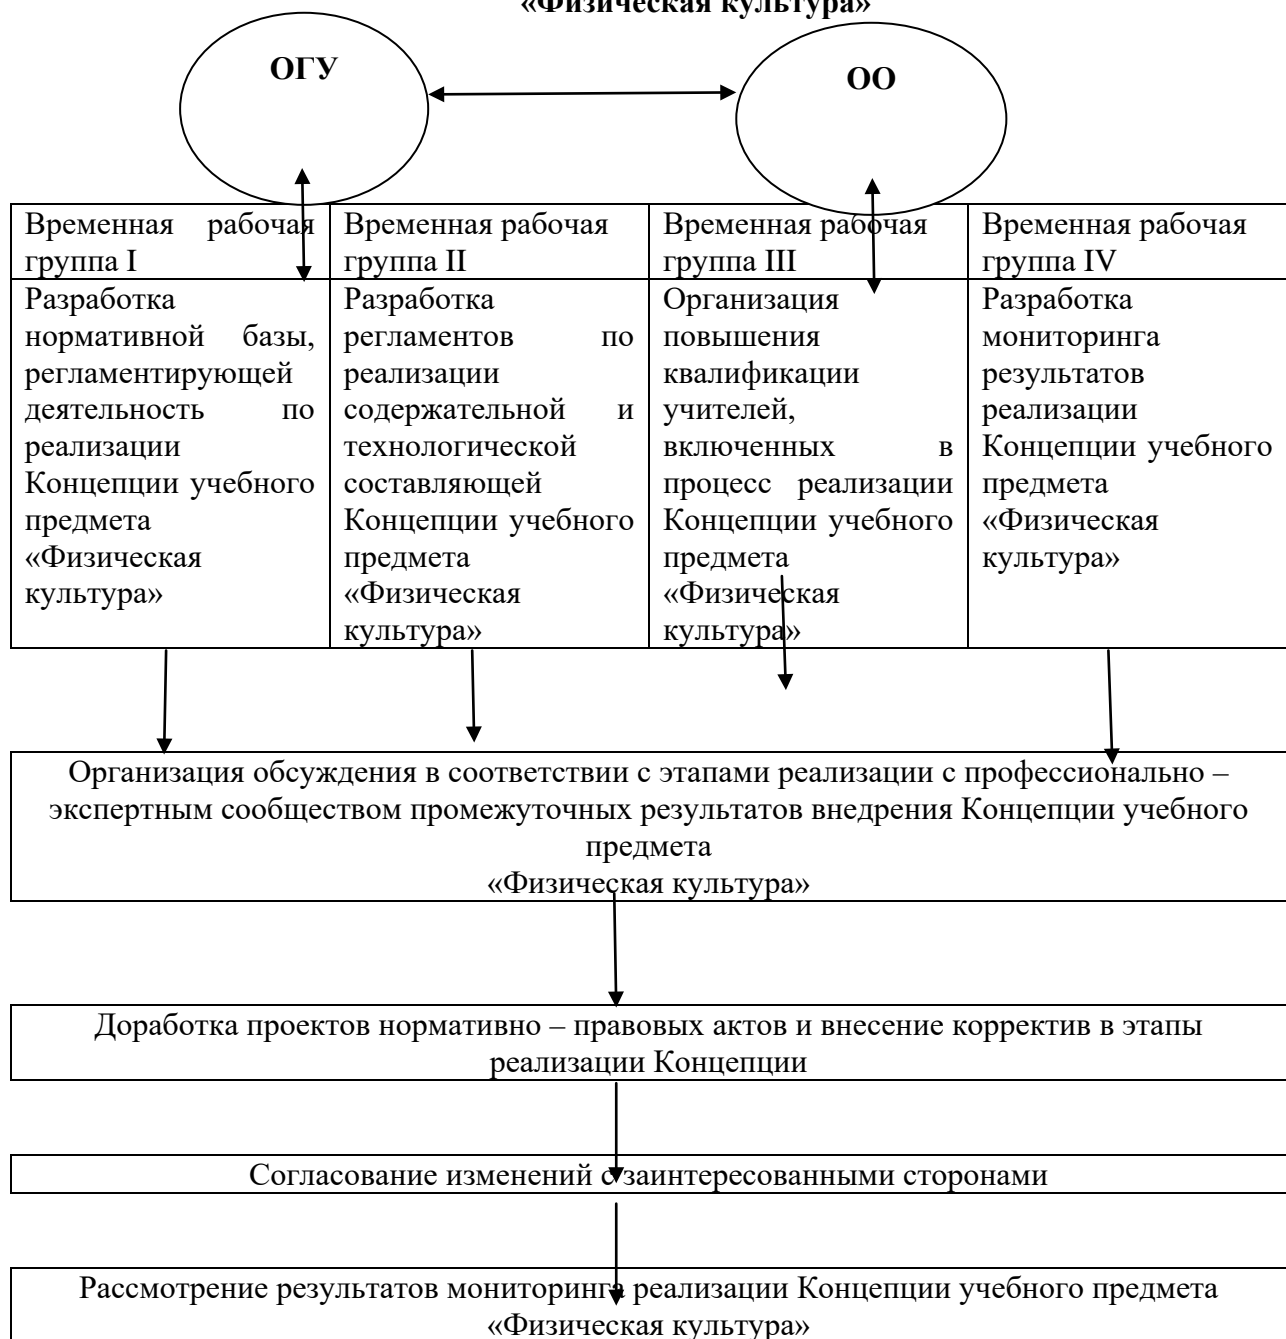 «Физическая культура»
ОГУ
ОО
Временная рабочая
группа I
Временная рабочая
группа II
Временная рабочая
группа III
Временная рабочая
группа IV
Разработка
нормативной базы,
регламентирующей
деятельность по
реализации
Концепции учебного
предмета
«Физическая
культура»
Разработка
регламентов по
реализации
содержательной и
технологической
составляющей
Концепции учебного
предмета
«Физическая
культура»
Организация
повышения
квалификации
учителей,
включенных в
процесс реализации
Концепции учебного
предмета
«Физическая
культура»
Разработка
мониторинга
результатов
реализации
Концепции учебного
предмета
«Физическая
культура»
Организация обсуждения в соответствии с этапами реализации с профессионально –
экспертным сообществом промежуточных результатов внедрения Концепции учебного
предмета
«Физическая культура»
Доработка проектов нормативно – правовых актов и внесение корректив в этапы
реализации Концепции
Согласование изменений с заинтересованными сторонами
Рассмотрение результатов мониторинга реализации Концепции учебного предмета
«Физическая культура»